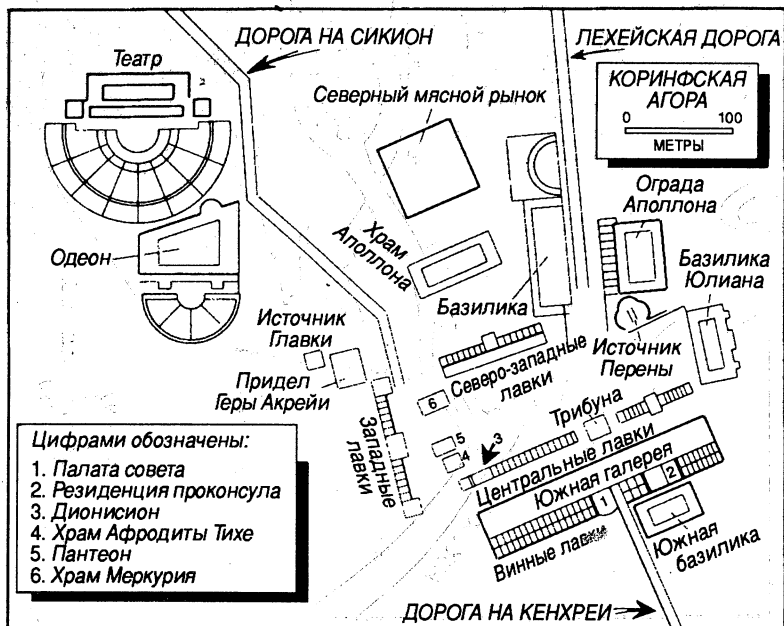 ДОРОГА НА СИКИОН
ЛЕХЕЙСКАЯ ДОРОГА
Театр
Северный мясной рынок
КОРИНФСКАЯ
АГОРА
0 100
МЕТРЫ
Ограда
Аполлона
Храм
Аполлона
Одеон
Базилика
Базилика
Юлиана
Источник
Главки
Источник
Перены
Придел
Геры Акрейи
Северо-западные
лавки
6
Трибуна
Западные
лавки
5
4
3
Центральные лавки
Южная галерея
2
1
Винные лавки
Южная
базилика
ДОРОГА НА КЕНХРЕИ
Цифрами обозначены:
1. Палата совета
2. Резиденция проконсула
3. Дионисион
4. Храм Афродиты Тихе
5. Пантеон
6. Храм Меркурия